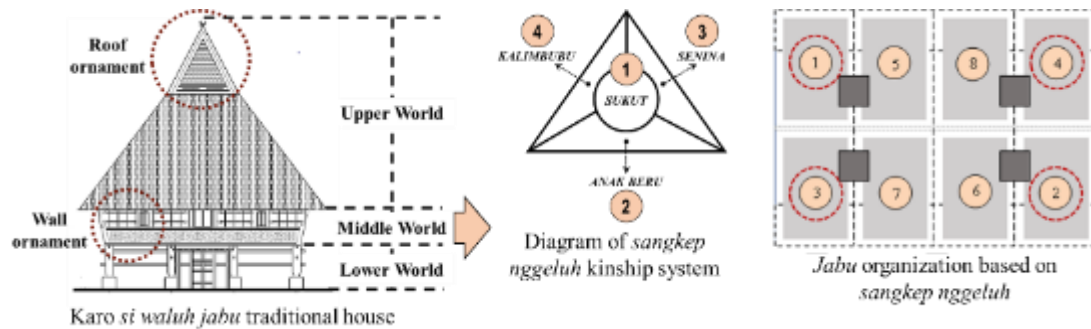 Roof
ornament
Upper World
Wall
ornament
Middle World
Lower World
Karo si waluh jabu traditional house
4
3
KALIMBUBU
1
SENINA
SUKUT
ANAK BERU
2
Diagram of sangkep
nggeluh kinship system
1
5
8
4
3
7
6
2
Jabu organization based on
sangkep nggeluh